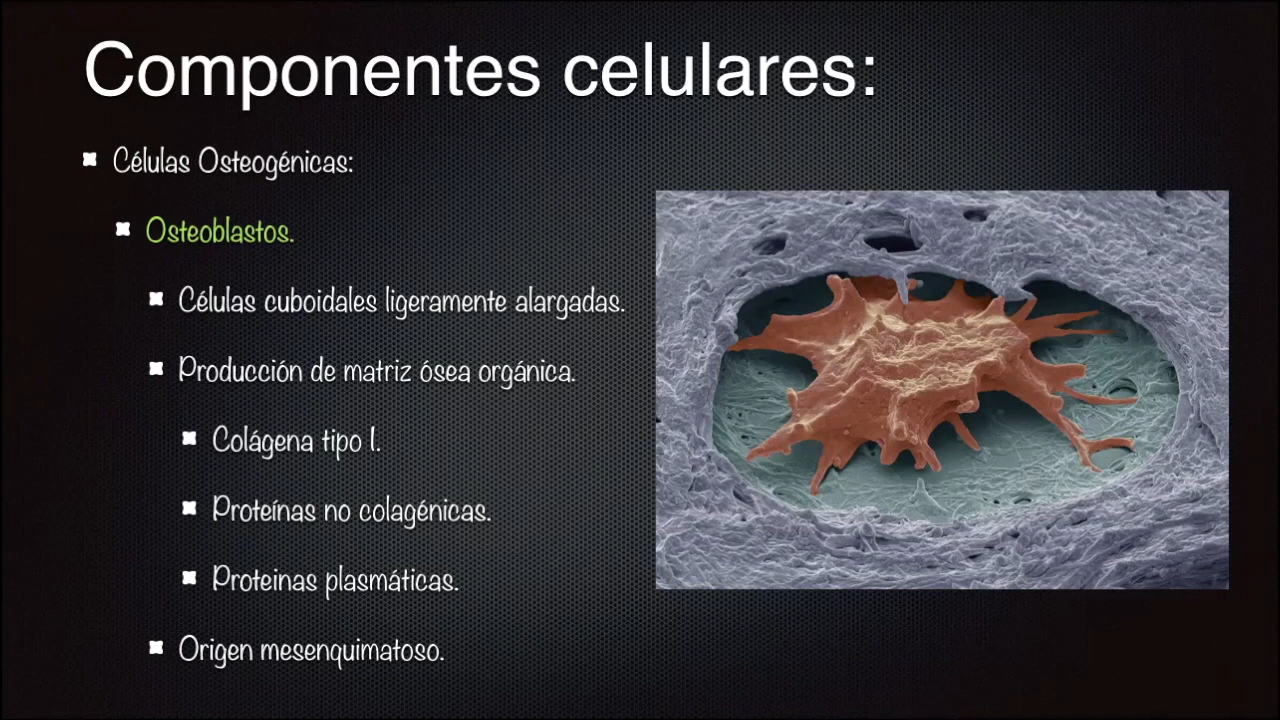 Componentes celulares:
Células Osteogénicas:
Osteoblastos.
Células cuboidales ligeramente alargadas.
Producción de matriz ósea orgánica.
Colágena tipo I.
Proteínas no colagénicas.
Proteinas plasmáticas.
Origen mesenquimatoso.